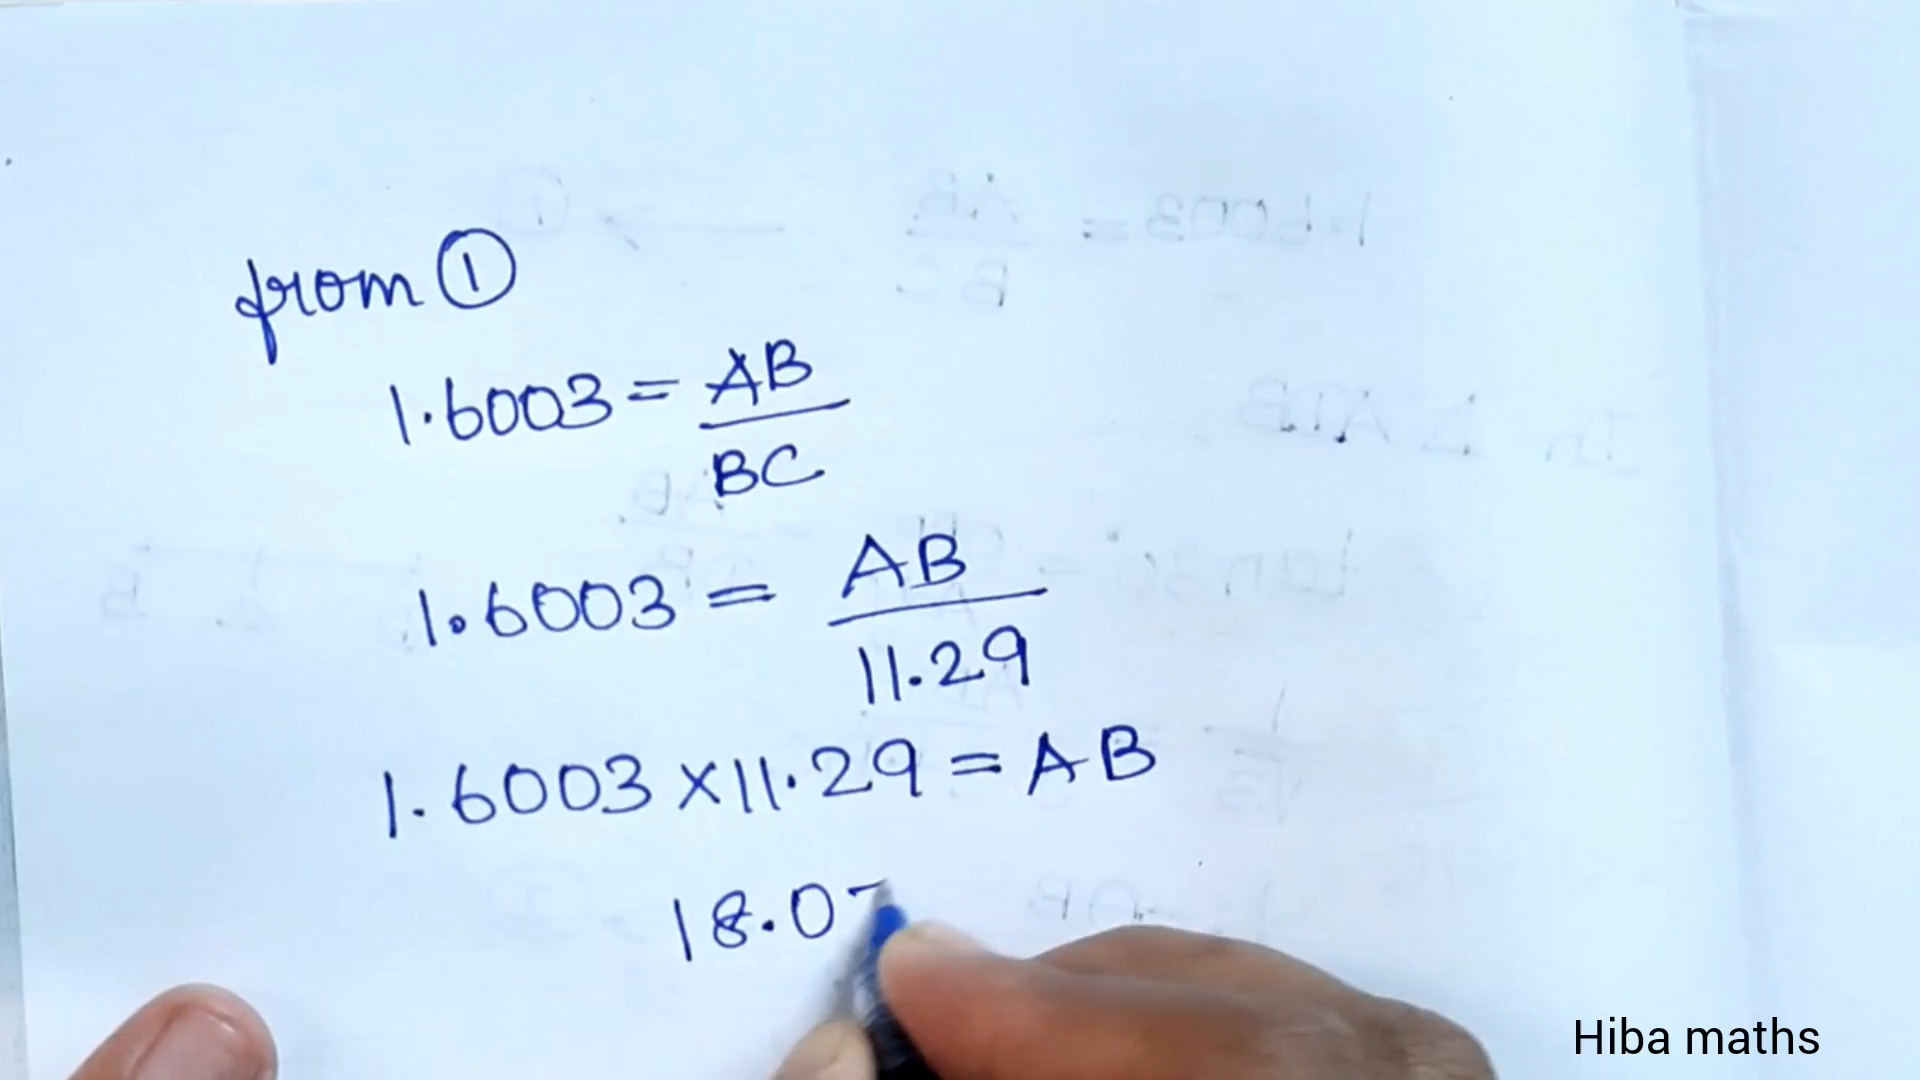 from ①
1.6003 = AB
BC
1.6003 = AB
11.29
1.6003 × 11.29 = AB
18.0
Hiba maths